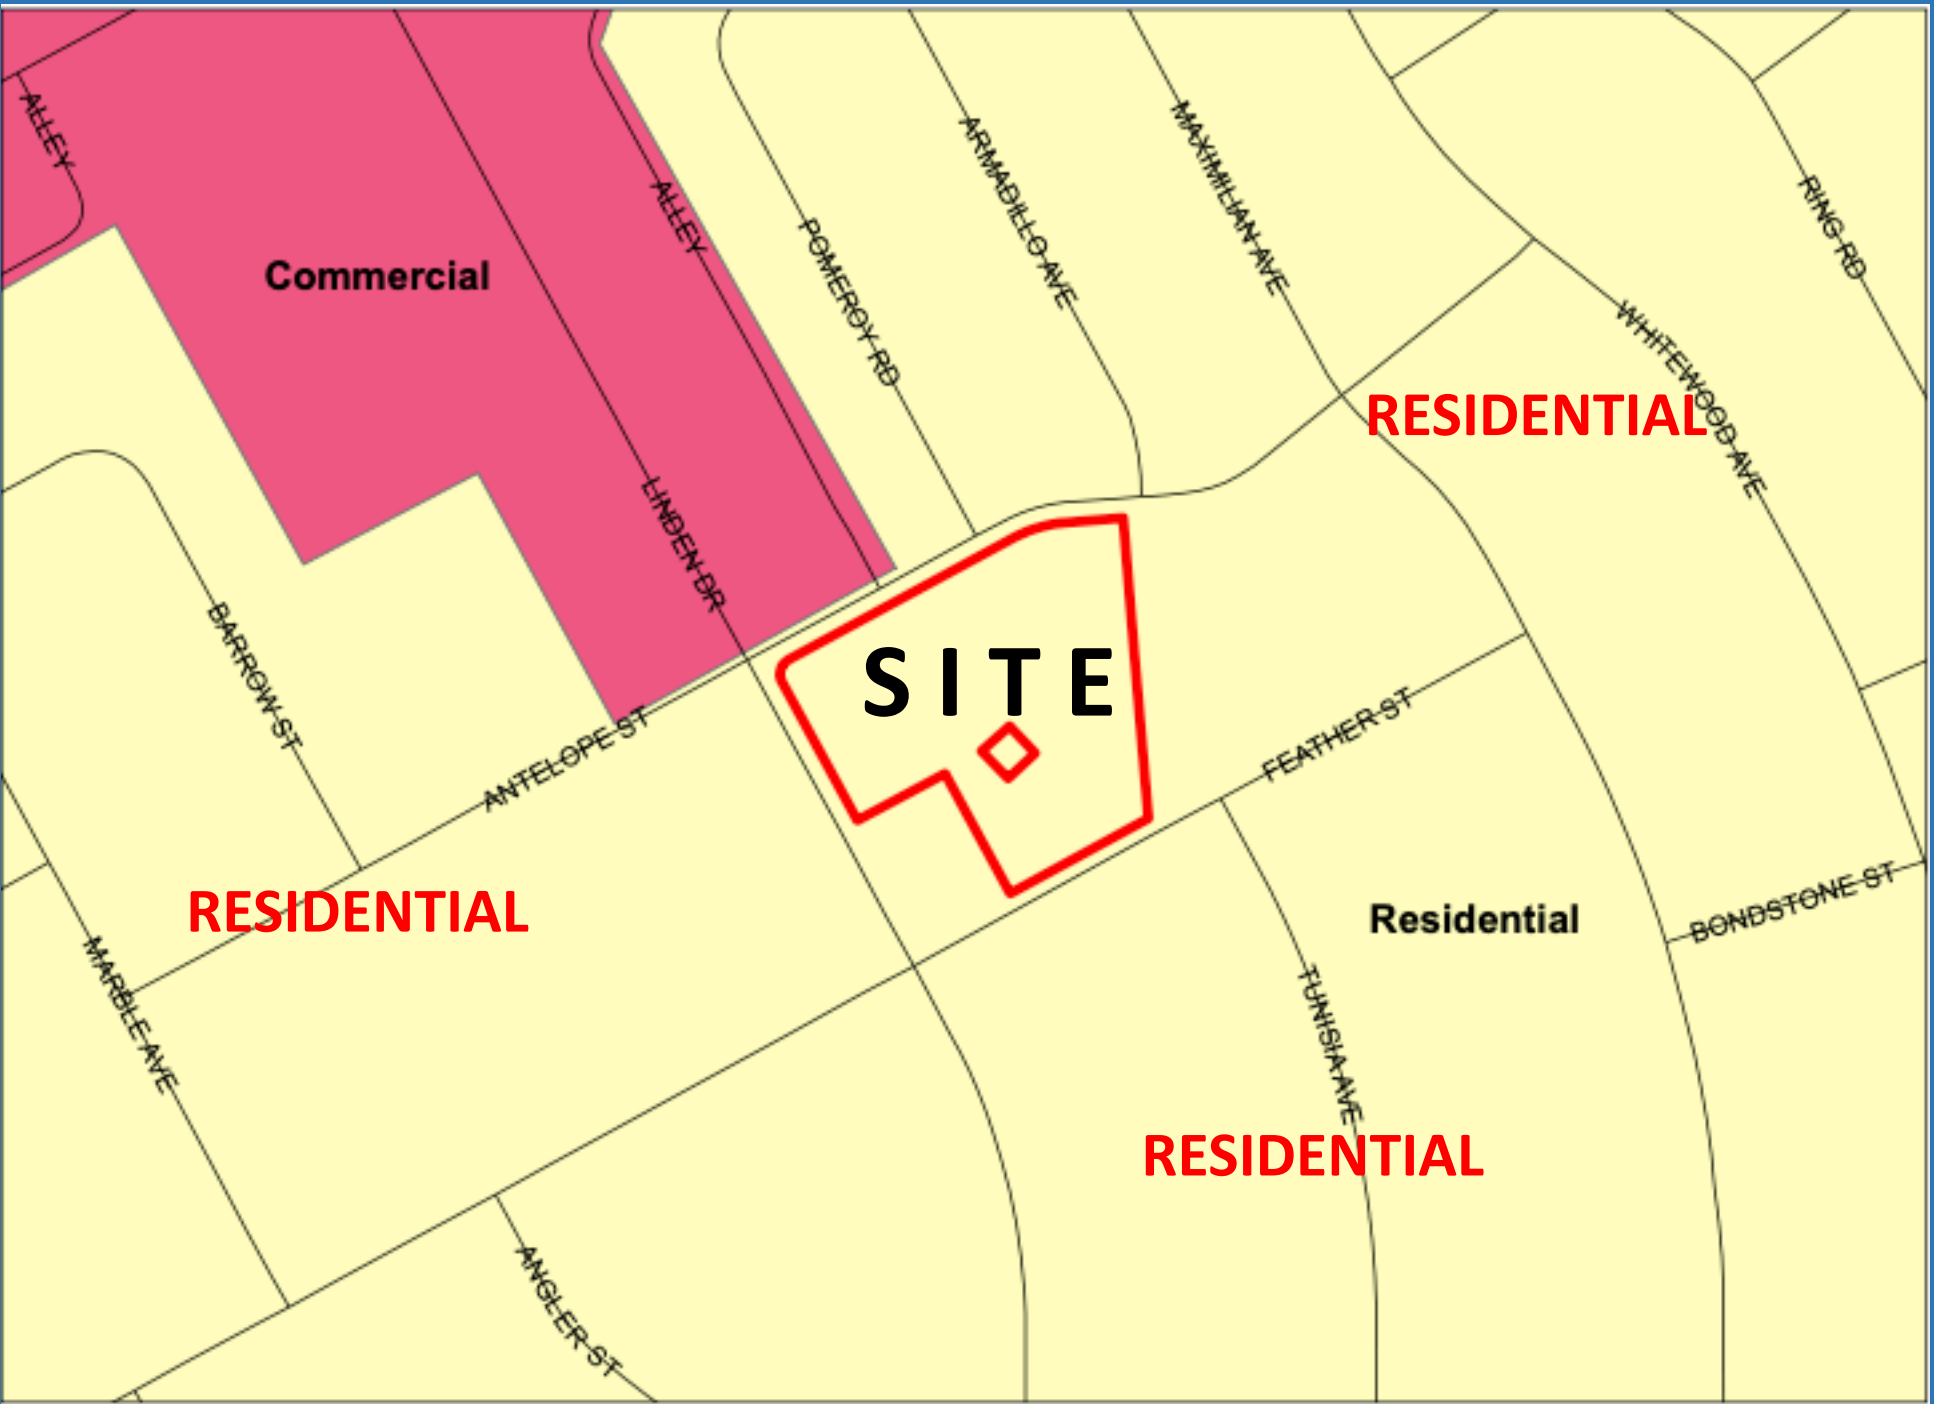 ALLEY
Commercial
ALLEY
POMEROY RD
ARMADILLO AVE
MAXIMILIAN AVE
RING RD
WHITEWOOD AVE
RESIDENTIAL
LINDEN DR
SITE
BARROW ST
ANTELOPE ST
FEATHER ST
RESIDENTIAL
Residential
BONDSTONE ST
MARBLE AVE
TUNISIA AVE
RESIDENTIAL
ANGLER ST